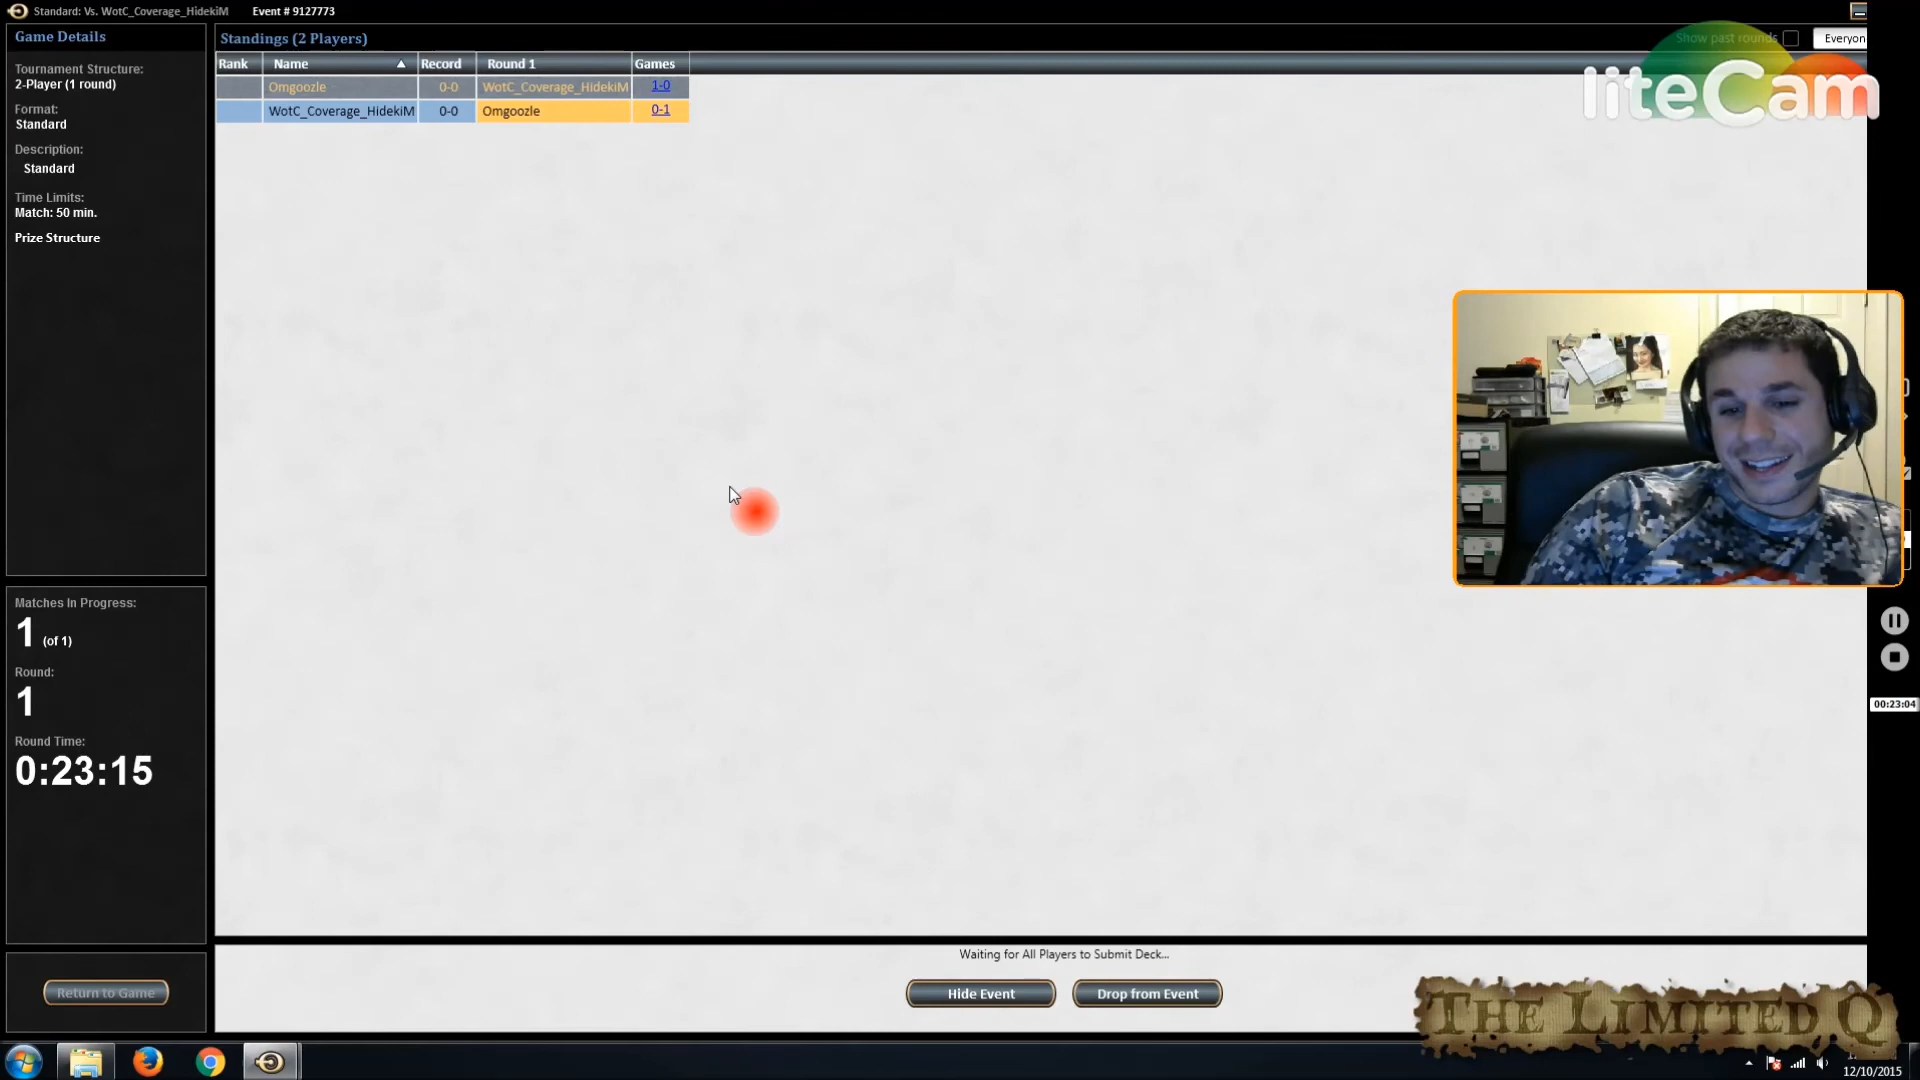 Standard: Vs. WotC_Coverage_HidekiM Event # 9127773
Game Details
Tournament Structure:
2-Player (1 round)
Format:
Standard
Description:
Standard
Time Limits:
Match: 50 min.
Prize Structure
Matches In Progress:
1 (of 1)
Round:
1
Round Time:
0:23:15
Return to Game
Standings (2 Players)
Show past rounds
Everyon
Rank Name Record Round 1 Games
Omgoozle 0-0 WotC_Coverage_HidekiM 1-0
WotC_Coverage_HidekiM 0-0 Omgoozle 0-1
liteCam
00:23:04
Waiting for All Players to Submit Deck...
Hide Event
Drop from Event
THE LIMITED Q
12/10/2015